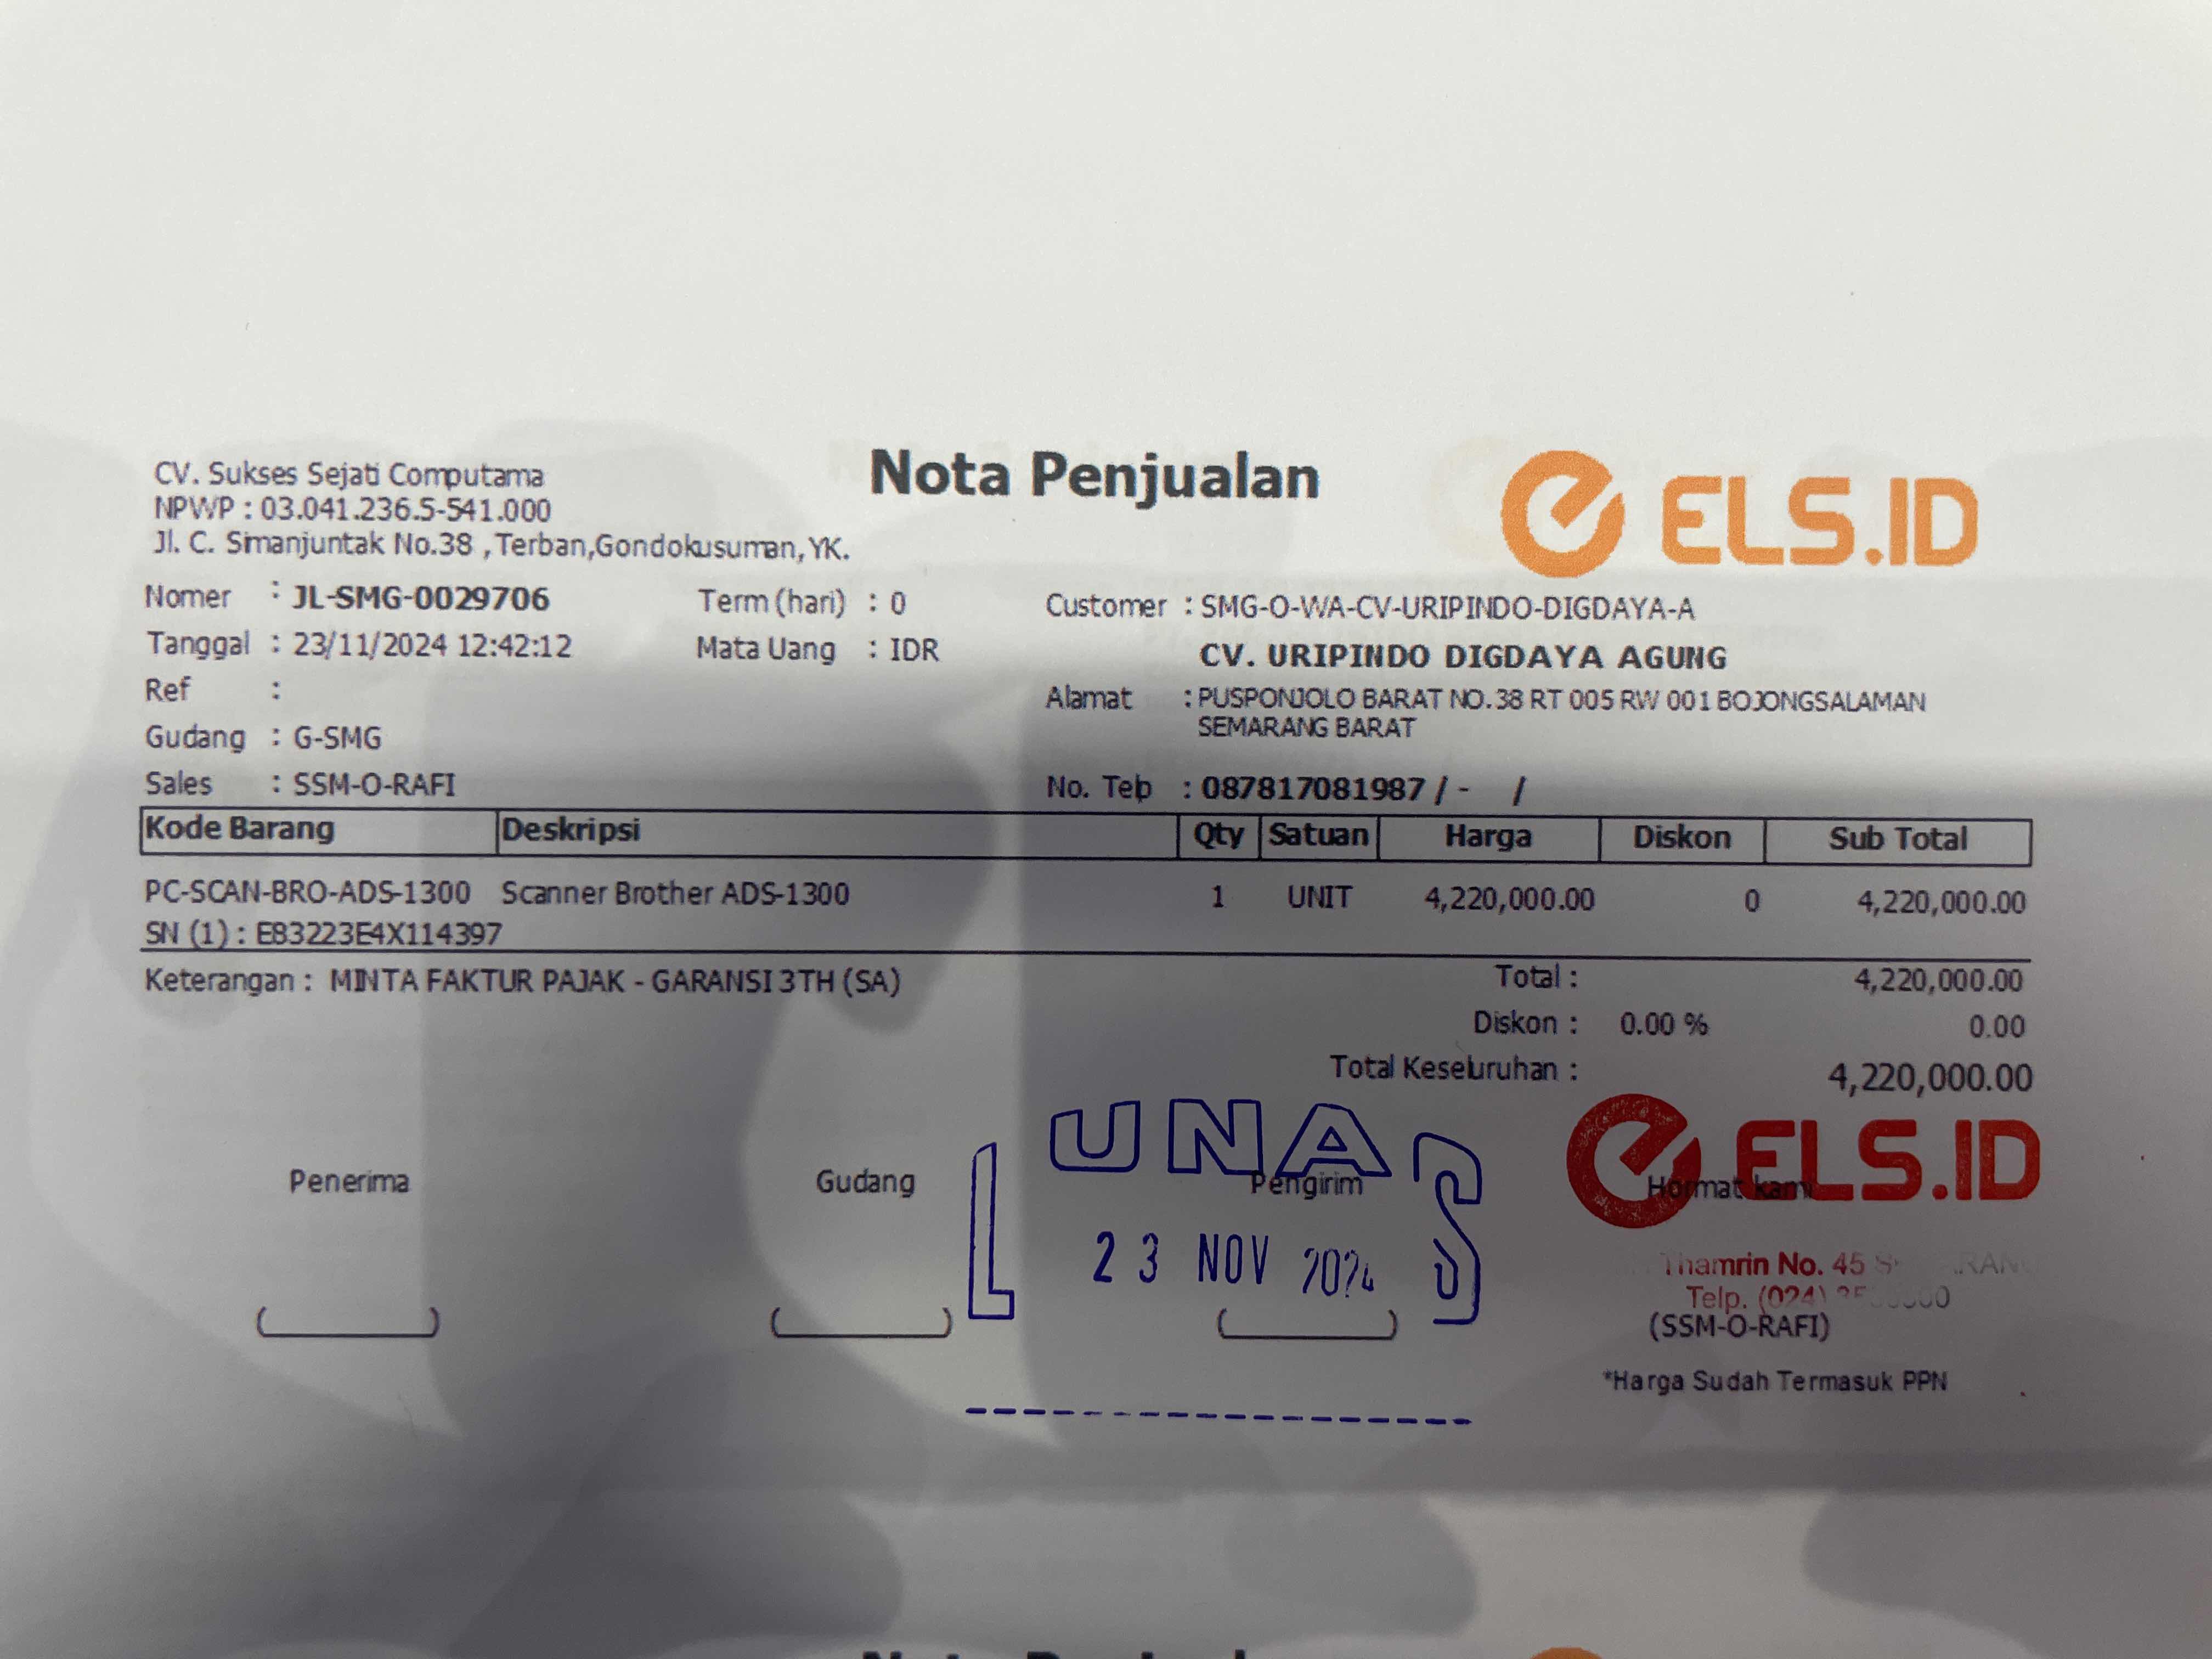 CV. Sukses Sejati Computama
NPWP : 03.041.236.5-541.000
Jl. C. Simanjuntak No.38 ,Terban,Gondokusuman,YK.
Nota Penjualan
ELS.ID
Nomer : JL-SMG-0029706
Tanggal : 23/11/2024 12:42:12
Ref :
Gudang : G-SMG
Sales : SSM-O-RAFI
Term (hari) : 0
Mata Uang : IDR
Customer : SMG-O-WA-CV-URIPINDO-DIGDAYA-A
CV. URIPINDO DIGDAYA AGUNG
Alamat : PUSPONJOLO BARAT NO.38 RT 005 RW 001 BOJONGSALAMAN
SEMARANG BARAT
No. Telp : 087817081987 / - /
Kode Barang Deskripsi Qty Satuan Harga Diskon Sub Total
PC-SCAN-BRO-ADS-1300 Scanner Brother ADS-1300 1 UNIT 4,220,000.00 0 4,220,000.00
SN (1) : E83223E4X114397
Keterangan : MINTA FAKTUR PAJAK - GARANSI 3TH (SA)
Total : 4,220,000.00
Diskon : 0.00 % 0.00
Total Keseluruhan : 4,220,000.00
LUNAS
23 NOV 2024
ELS.ID
Penerima Gudang Pengirim Hormat kami
Thamrin No. 45
Telp. (024)
(SSM-O-RAFI)
*Harga Sudah Termasuk PPN